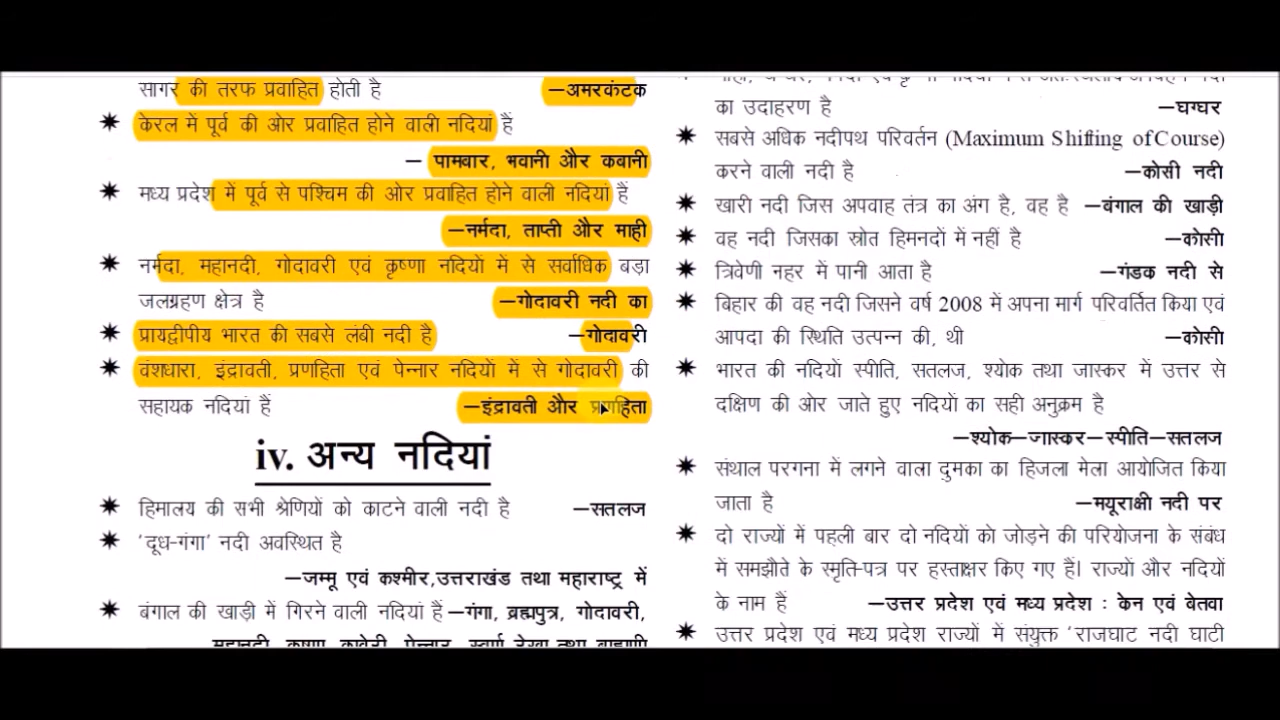 सागर की तरफ प्रवाहित होती है –अमरकंटक
✷ केरल में पूर्व की ओर प्रवाहित होने वाली नदियां हैं
– पामबार, भवानी और कबानी
✷ मध्य प्रदेश में पूर्व से पश्चिम की ओर प्रवाहित होने वाली नदियां हैं
–नर्मदा, ताप्ती और माही
✷ नर्मदा, महानदी, गोदावरी एवं कृष्णा नदियों में से सर्वाधिक बड़ा
जलग्रहण क्षेत्र है –गोदावरी नदी का
✷ प्रायद्वीपीय भारत की सबसे लंबी नदी है –गोदावरी
✷ वंशधारा, इंद्रावती, प्रणहिता एवं पेन्नार नदियों में से गोदावरी की
सहायक नदियां हैं –इंद्रावती और प्रणहिता
iv. अन्य नदियां
✷ हिमालय की सभी श्रेणियों को काटने वाली नदी है –सतलज
✷ 'दूध-गंगा' नदी अवस्थित है
–जम्मू एवं कश्मीर,उत्तराखंड तथा महाराष्ट्र में
✷ बंगाल की खाड़ी में गिरने वाली नदियां हैं –गंगा, ब्रह्मपुत्र, गोदावरी,
महानदी, कृष्णा, कावेरी, पेन्नार, स्वर्ण रेखा तथा ब्राह्मणी
का उदाहरण है –घग्घर
✷ सबसे अधिक नदीपथ परिवर्तन (Maximum Shifting of Course)
करने वाली नदी है –कोसी नदी
✷ खारी नदी जिस अपवाह तंत्र का अंग है, वह है –बंगाल की खाड़ी
✷ वह नदी जिसका स्रोत हिमनदों में नहीं है –कोसी
✷ त्रिवेणी नहर में पानी आता है –गंडक नदी से
✷ बिहार की वह नदी जिसने वर्ष 2008 में अपना मार्ग परिवर्तित किया एवं
आपदा की स्थिति उत्पन्न की, थी –कोसी
✷ भारत की नदियों स्पीति, सतलज, श्योक तथा जास्कर में उत्तर से
दक्षिण की ओर जाते हुए नदियों का सही अनुक्रम है
–श्योक–जास्कर–स्पीति–सतलज
✷ संथाल परगना में लगने वाला दुमका का हिजला मेला आयोजित किया
जाता है –मयूराक्षी नदी पर
✷ दो राज्यों में पहली बार दो नदियों को जोड़ने की परियोजना के संबंध
में समझौते के स्मृति-पत्र पर हस्ताक्षर किए गए हैं। राज्यों और नदियों
के नाम हैं –उत्तर प्रदेश एवं मध्य प्रदेश : केन एवं बेतवा
✷ उत्तर प्रदेश एवं मध्य प्रदेश राज्यों में संयुक्त 'राजघाट नदी घाटी